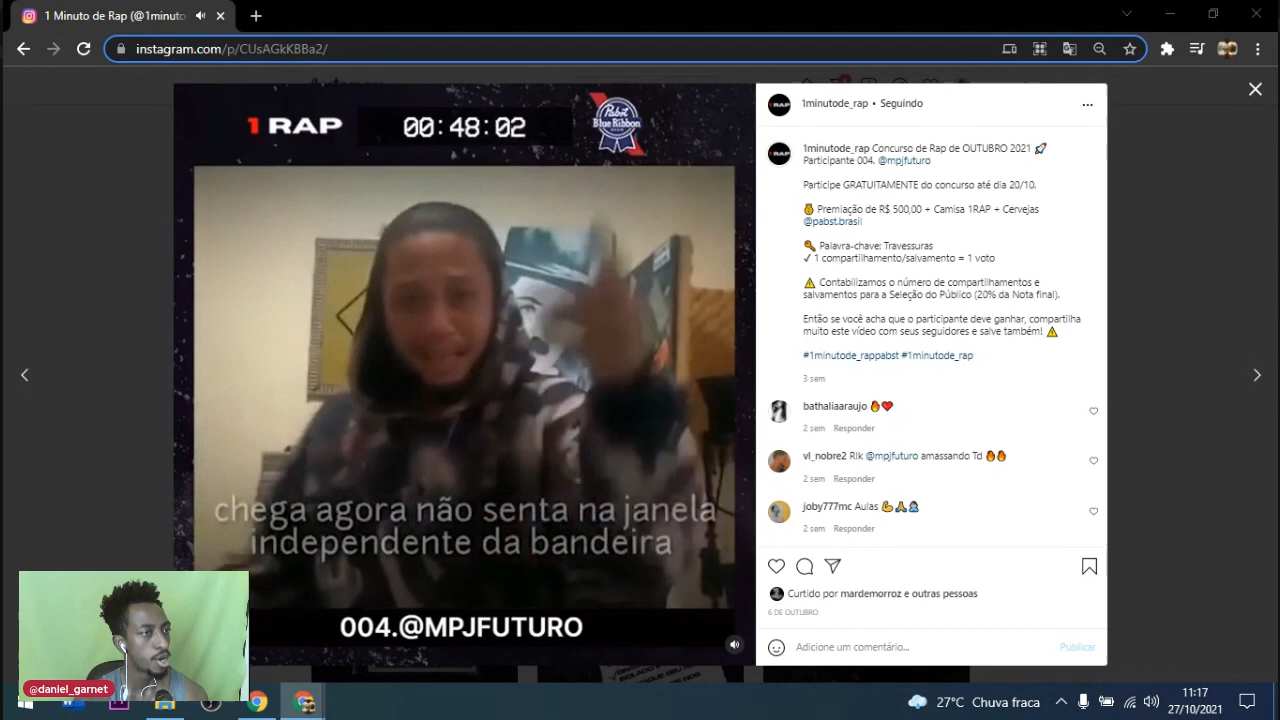 1 Minuto de Rap (@1minuto
instagram.com/p/CUsAGkKBBa2/
1 RAP
00:48:02
Pabst
Blue Ribbon
chega agora não senta na janela
independente da bandeira
004.@MPJFUTURO
@daniel_garnet
1minutode_rap • Seguindo
1minutode_rap Concurso de Rap de OUTUBRO 2021 🚀
Participante 004. @mpjfuturo
Participe GRATUITAMENTE do concurso até dia 20/10.
🥇 Premiação de R$ 500,00 + Camisa 1RAP + Cervejas
@pabst.brasil
🔑 Palavra-chave: Travessuras
✓ 1 compartilhamento/salvamento = 1 voto
⚠️ Contabilizamos o número de compartilhamentos e
salvamentos para a Seleção do Público (20% da Nota final).
Então se você acha que o participante deve ganhar, compartilha
muito este vídeo com seus seguidores e salve também! ⚠️
#1minutode_rappabst #1minutode_rap
3 sem
bathaliaaraujo 🔥❤️
2 sem Responder
vl_nobre2 Rlk @mpjfuturo amassando Td 🔥🔥
2 sem Responder
joby777mc Aulas 💪🙏
2 sem Responder
Curtido por mardemorroz e outras pessoas
6 DE OUTUBRO
Adicione um comentário...
Publicar
27°C Chuva fraca
11:17
27/10/2021